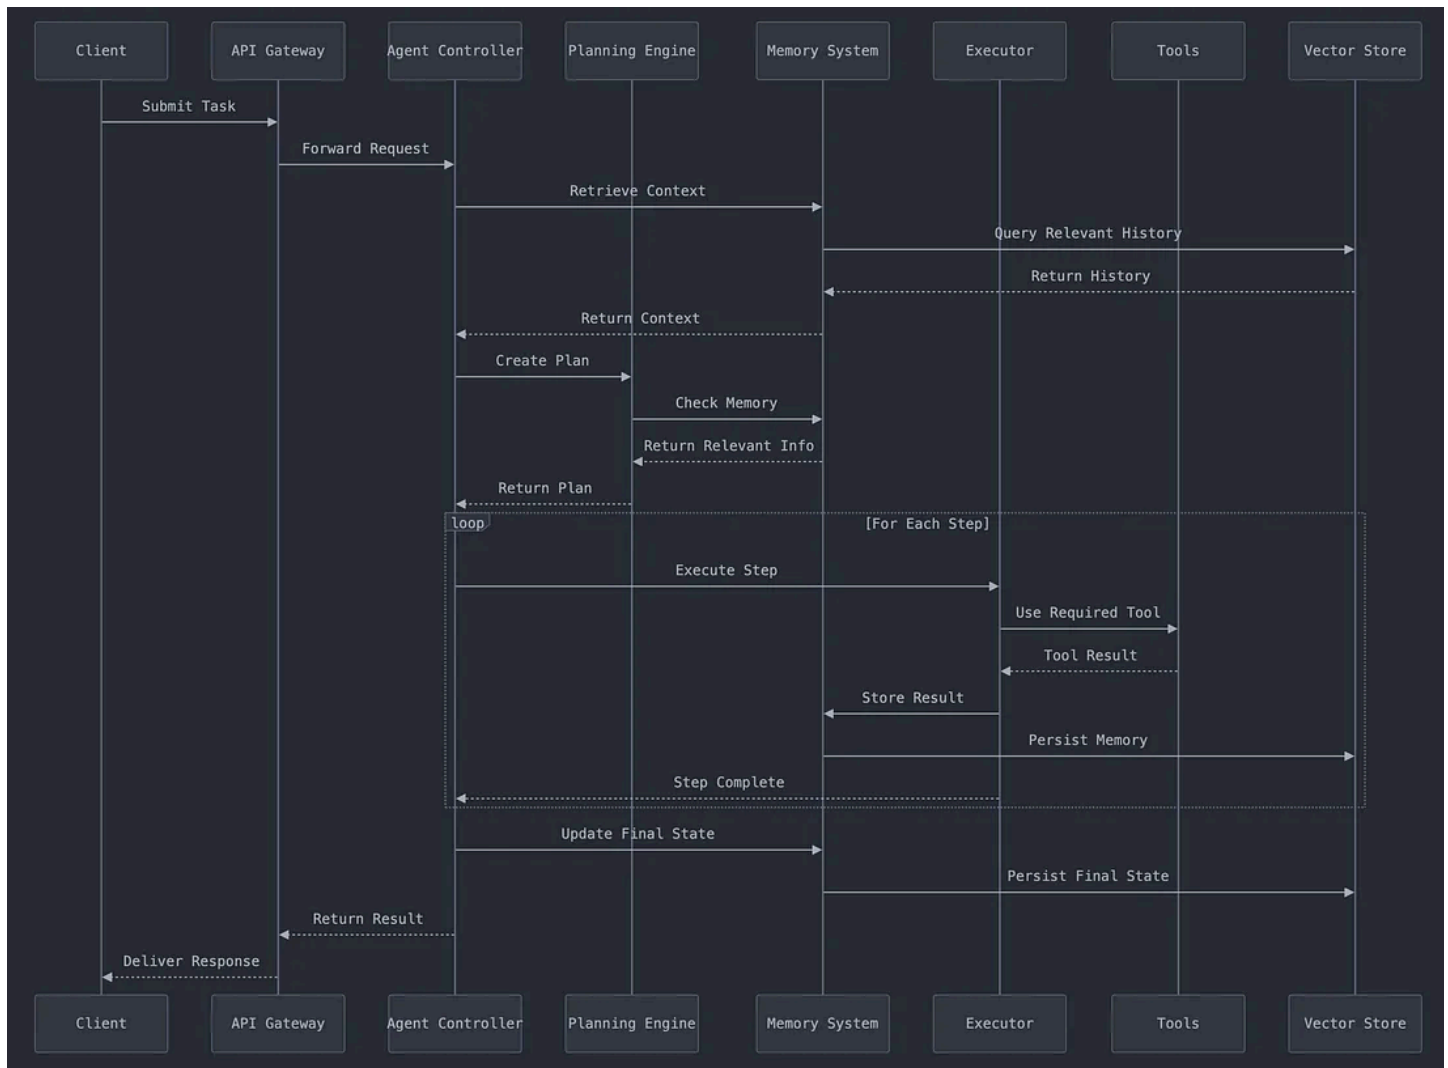 Client
API Gateway
Agent Controller
Planning Engine
Memory System
Executor
Tools
Vector Store
Submit Task
Forward Request
Retrieve Context
Query Relevant History
Return History
Return Context
Create Plan
Check Memory
Return Relevant Info
Return Plan
loop
[For Each Step]
Execute Step
Use Required Tool
Tool Result
Store Result
Persist Memory
Step Complete
Update Final State
Persist Final State
Return Result
Deliver Response
Client
API Gateway
Agent Controller
Planning Engine
Memory System
Executor
Tools
Vector Store